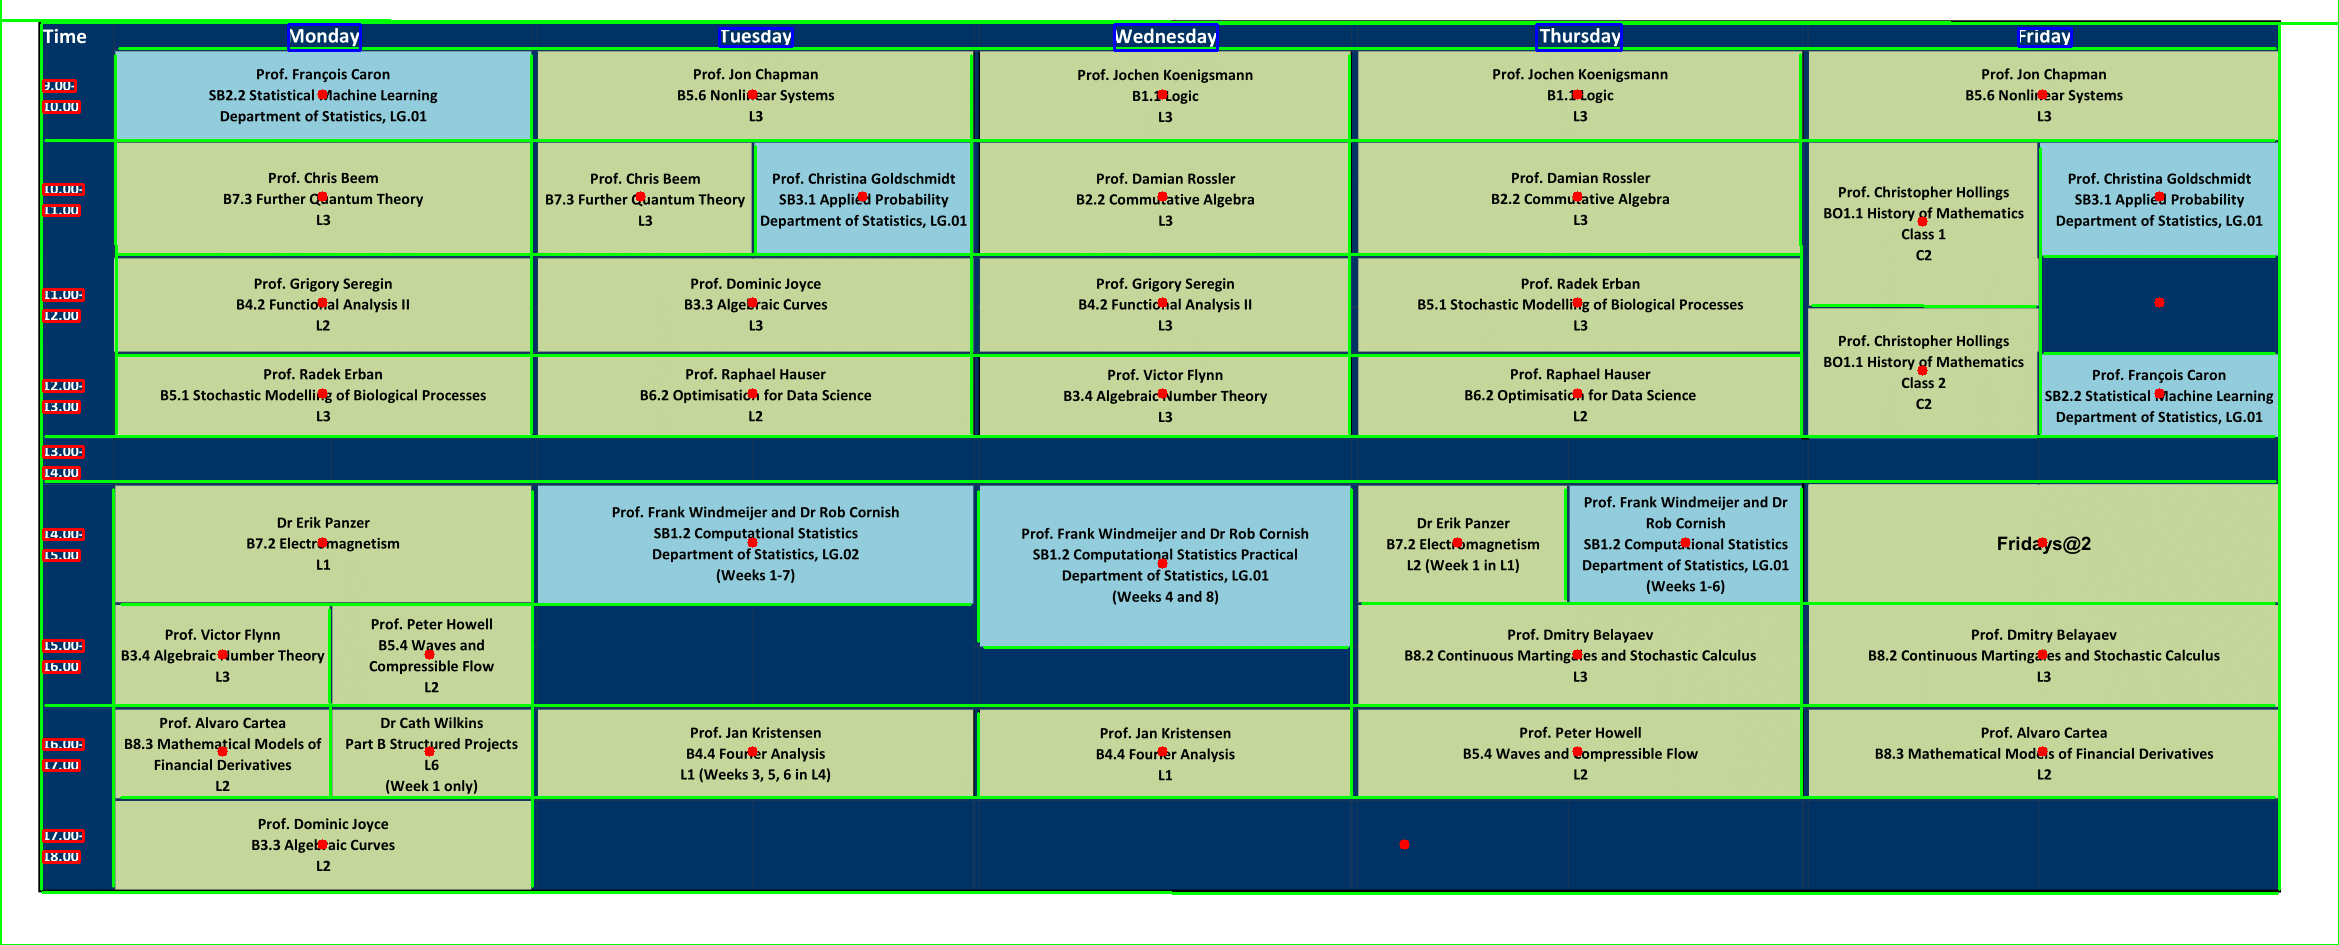 Time Monday Tuesday Wednesday Thursday Friday
9.00-
10.00
Prof. François Caron
SB2.2 Statistical Machine Learning
Department of Statistics, LG.01
Prof. Jon Chapman
B5.6 Nonlinear Systems
L3
Prof. Jochen Koenigsmann
B1.1 Logic
L3
Prof. Jochen Koenigsmann
B1.1 Logic
L3
Prof. Jon Chapman
B5.6 Nonlinear Systems
L3
10.00-
11.00
Prof. Chris Beem
B7.3 Further Quantum Theory
L3
Prof. Chris Beem
B7.3 Further Quantum Theory
L3
Prof. Christina Goldschmidt
SB3.1 Applied Probability
Department of Statistics, LG.01
Prof. Damian Rossler
B2.2 Commutative Algebra
L3
Prof. Damian Rossler
B2.2 Commutative Algebra
L3
Prof. Christopher Hollings
BO1.1 History of Mathematics
Class 1
C2
Prof. Christina Goldschmidt
SB3.1 Applied Probability
Department of Statistics, LG.01
11.00-
12.00
Prof. Grigory Seregin
B4.2 Functional Analysis II
L2
Prof. Dominic Joyce
B3.3 Algebraic Curves
L3
Prof. Grigory Seregin
B4.2 Functional Analysis II
L3
Prof. Radek Erban
B5.1 Stochastic Modelling of Biological Processes
L3
Prof. Christopher Hollings
BO1.1 History of Mathematics
Class 2
C2
12.00-
13.00
Prof. Radek Erban
B5.1 Stochastic Modelling of Biological Processes
L3
Prof. Raphael Hauser
B6.2 Optimisation for Data Science
L2
Prof. Victor Flynn
B3.4 Algebraic Number Theory
L3
Prof. Raphael Hauser
B6.2 Optimisation for Data Science
L2
Prof. François Caron
SB2.2 Statistical Machine Learning
Department of Statistics, LG.01
13.00-
14.00
14.00-
15.00
Dr Erik Panzer
B7.2 Electromagnetism
L1
Prof. Frank Windmeijer and Dr Rob Cornish
SB1.2 Computational Statistics
Department of Statistics, LG.02
(Weeks 1-7)
Prof. Frank Windmeijer and Dr Rob Cornish
SB1.2 Computational Statistics Practical
Department of Statistics, LG.01
(Weeks 4 and 8)
Dr Erik Panzer
B7.2 Electromagnetism
L2 (Week 1 in L1)
Prof. Frank Windmeijer and Dr
Rob Cornish
SB1.2 Computational Statistics
Department of Statistics, LG.01
(Weeks 1-6)
Fridays@2
15.00-
16.00
Prof. Victor Flynn
B3.4 Algebraic Number Theory
L3
Prof. Peter Howell
B5.4 Waves and
Compressible Flow
L2
Prof. Dmitry Belayaev
B8.2 Continuous Martingales and Stochastic Calculus
L3
Prof. Dmitry Belayaev
B8.2 Continuous Martingales and Stochastic Calculus
L3
16.00-
17.00
Prof. Alvaro Cartea
B8.3 Mathematical Models of
Financial Derivatives
L2
Dr Cath Wilkins
Part B Structured Projects
L6
(Week 1 only)
Prof. Jan Kristensen
B4.4 Fourier Analysis
L1 (Weeks 3, 5, 6 in L4)
Prof. Jan Kristensen
B4.4 Fourier Analysis
L1
Prof. Peter Howell
B5.4 Waves and Compressible Flow
L2
Prof. Alvaro Cartea
B8.3 Mathematical Models of Financial Derivatives
L2
17.00-
18.00
Prof. Dominic Joyce
B3.3 Algebraic Curves
L2